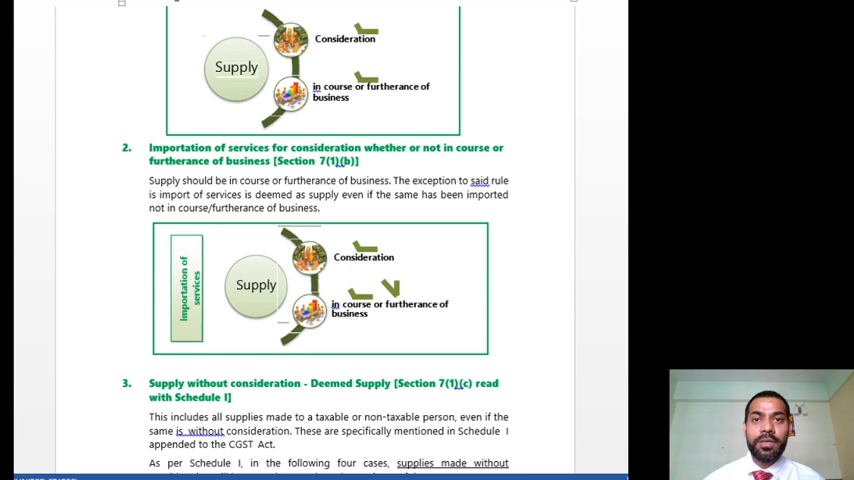 Supply
Consideration
in course or furtherance of
business
2. Importation of services for consideration whether or not in course or
furtherance of business [Section 7(1)(b)]
Supply should be in course or furtherance of business. The exception to said rule
is import of services is deemed as supply even if the same has been imported
not in course/furtherance of business.
Importation of
services
Supply
Consideration
in course or furtherance of
business
3. Supply without consideration - Deemed Supply [Section 7(1)(c) read
with Schedule I]
This includes all supplies made to a taxable or non-taxable person, even if the
same is without consideration. These are specifically mentioned in Schedule I
appended to the CGST Act.
As per Schedule I, in the following four cases, supplies made without